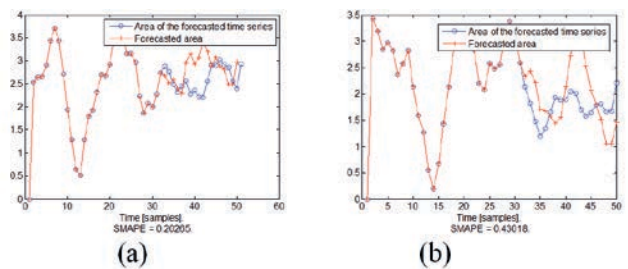 4
3.5
3
2.5
2
1.5
1
0.5
0
0 10 20 30 40 50 60
Area of the forecasted time series
Forecasted area
Time [samples].
SMAPE = 0.20205.
(a)
3.5
3
2.5
2
1.5
1
0.5
0
0 5 10 15 20 25 30 35 40 45 50
Area of the forecasted time series
Forecasted area
Time [samples].
SMAPE = 0.43018.
(b)